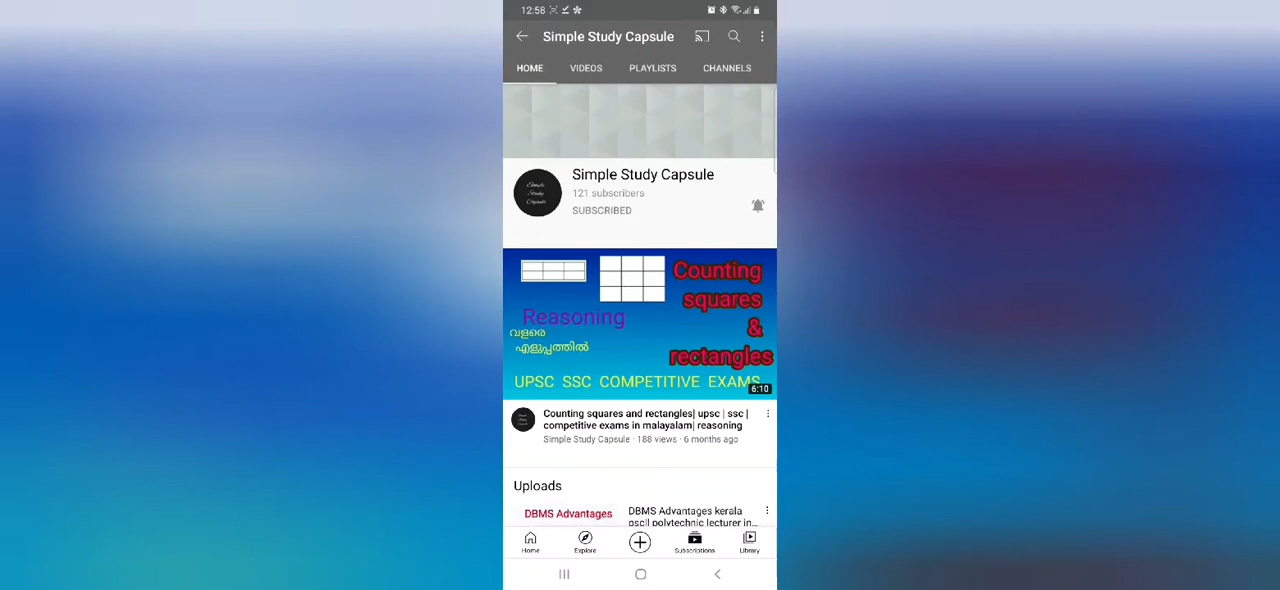 12:58
Simple Study Capsule
HOME VIDEOS PLAYLISTS CHANNELS
Simple Study Capsule
Simple
Study
Capsule
121 subscribers
SUBSCRIBED
Counting
squares
&
rectangles
Reasoning
വളരെ
എളുപ്പത്തിൽ
UPSC SSC COMPETITIVE EXAMS
6:10
Counting squares and rectangles| upsc | ssc |
competitive exams in malayalam| reasoning
Simple Study Capsule · 188 views · 6 months ago
Uploads
DBMS Advantages
DBMS Advantages kerala
psc|| polytechnic lecturer in...
Home Explore Subscriptions Library